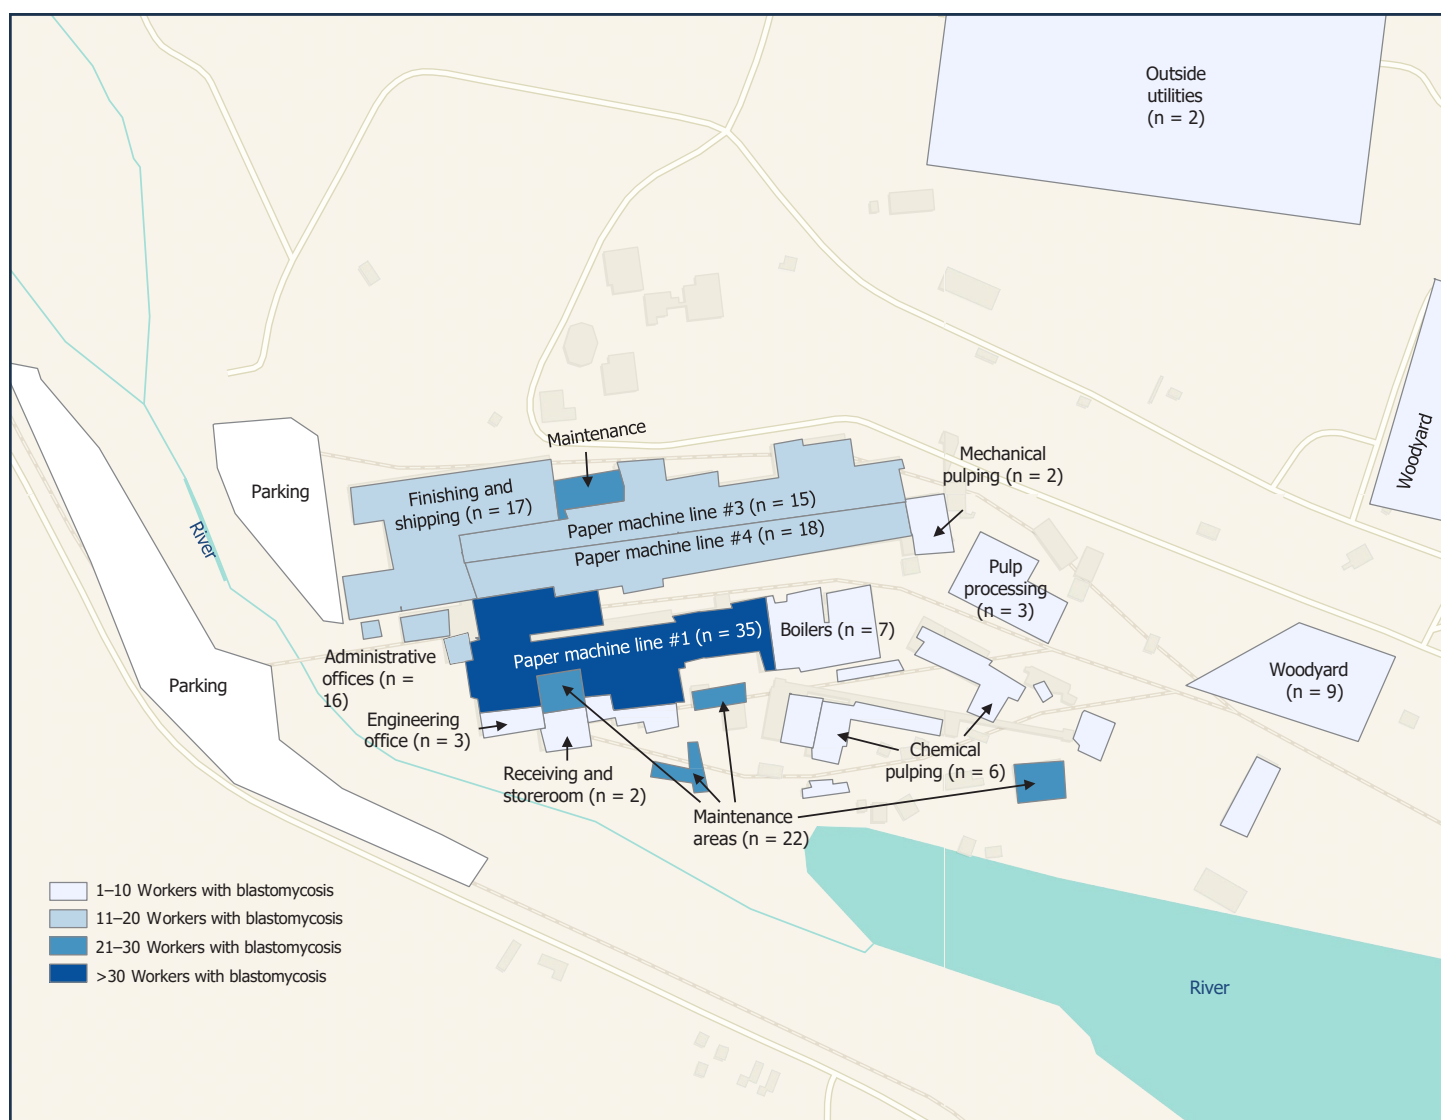 Outside
utilities
(n = 2)
Woodyard
Maintenance
Mechanical
pulping (n = 2)
Parking
Finishing and
shipping (n = 17)
Paper machine line #3 (n = 15)
Paper machine line #4 (n = 18)
River
Pulp
processing
(n = 3)
Boilers (n = 7)
Paper machine line #1 (n = 35)
Administrative
offices (n =
16)
Parking
Woodyard
(n = 9)
Engineering
office (n = 3)
Chemical
pulping (n = 6)
Receiving and
storeroom (n = 2)
Maintenance
areas (n = 22)
1–10 Workers with blastomycosis
11–20 Workers with blastomycosis
21–30 Workers with blastomycosis
>30 Workers with blastomycosis
River